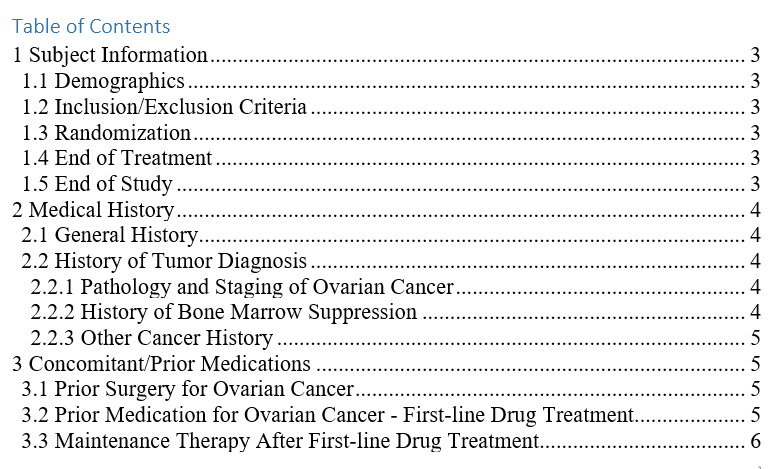 Table of Contents
1 Subject Information........................................................................................................ 3
1.1 Demographics........................................................................................................ 3
1.2 Inclusion/Exclusion Criteria................................................................................ 3
1.3 Randomization....................................................................................................... 3
1.4 End of Treatment................................................................................................... 3
1.5 End of Study.......................................................................................................... 3
2 Medical History............................................................................................................... 4
2.1 General History...................................................................................................... 4
2.2 History of Tumor Diagnosis................................................................................ 4
2.2.1 Pathology and Staging of Ovarian Cancer.................................................... 4
2.2.2 History of Bone Marrow Suppression........................................................... 4
2.2.3 Other Cancer History...................................................................................... 5
3 Concomitant/Prior Medications.................................................................................... 5
3.1 Prior Surgery for Ovarian Cancer........................................................................ 5
3.2 Prior Medication for Ovarian Cancer - First-line Drug Treatment..................... 5
3.3 Maintenance Therapy After First-line Drug Treatment....................................... 6